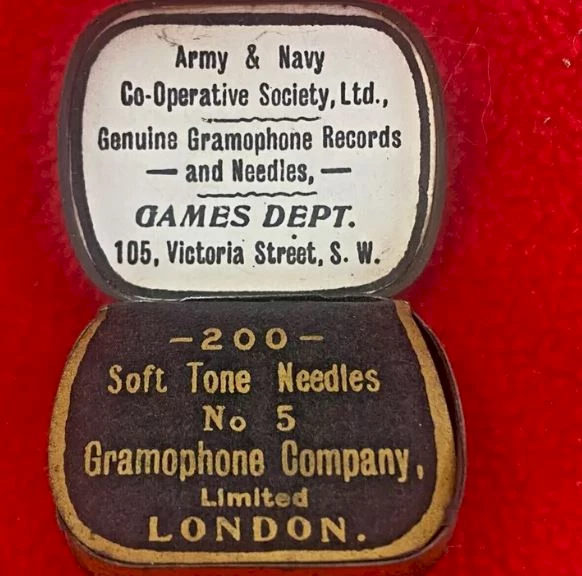 Army & Navy
Co-Operative Society, Ltd.,
Genuine Gramophone Records
— and Needles, —
GAMES DEPT.
105, Victoria Street, S. W.
-200-
Soft Tone Needles
No 5
Gramophone Company,
Limited
LONDON.